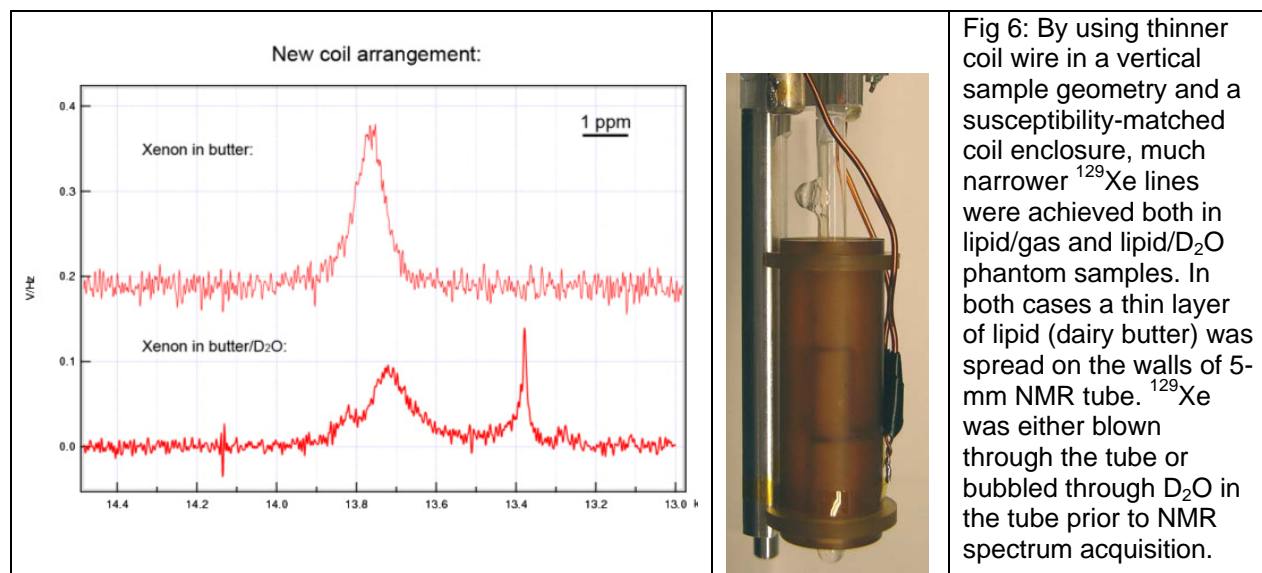 New coil arrangement:
0.4
1 ppm
Xenon in butter:
0.3
0.2
V/Hz
Xenon in butter/D₂O:
0.1
0.0
14.4 14.2 14.0 13.8 13.6 13.4 13.2 13.0 k
Fig 6: By using thinner
coil wire in a vertical
sample geometry and a
susceptibility-matched
coil enclosure, much
narrower ¹²⁹Xe lines
were achieved both in
lipid/gas and lipid/D₂O
phantom samples. In
both cases a thin layer
of lipid (dairy butter) was
spread on the walls of 5-
mm NMR tube. ¹²⁹Xe
was either blown
through the tube or
bubbled through D₂O in
the tube prior to NMR
spectrum acquisition.